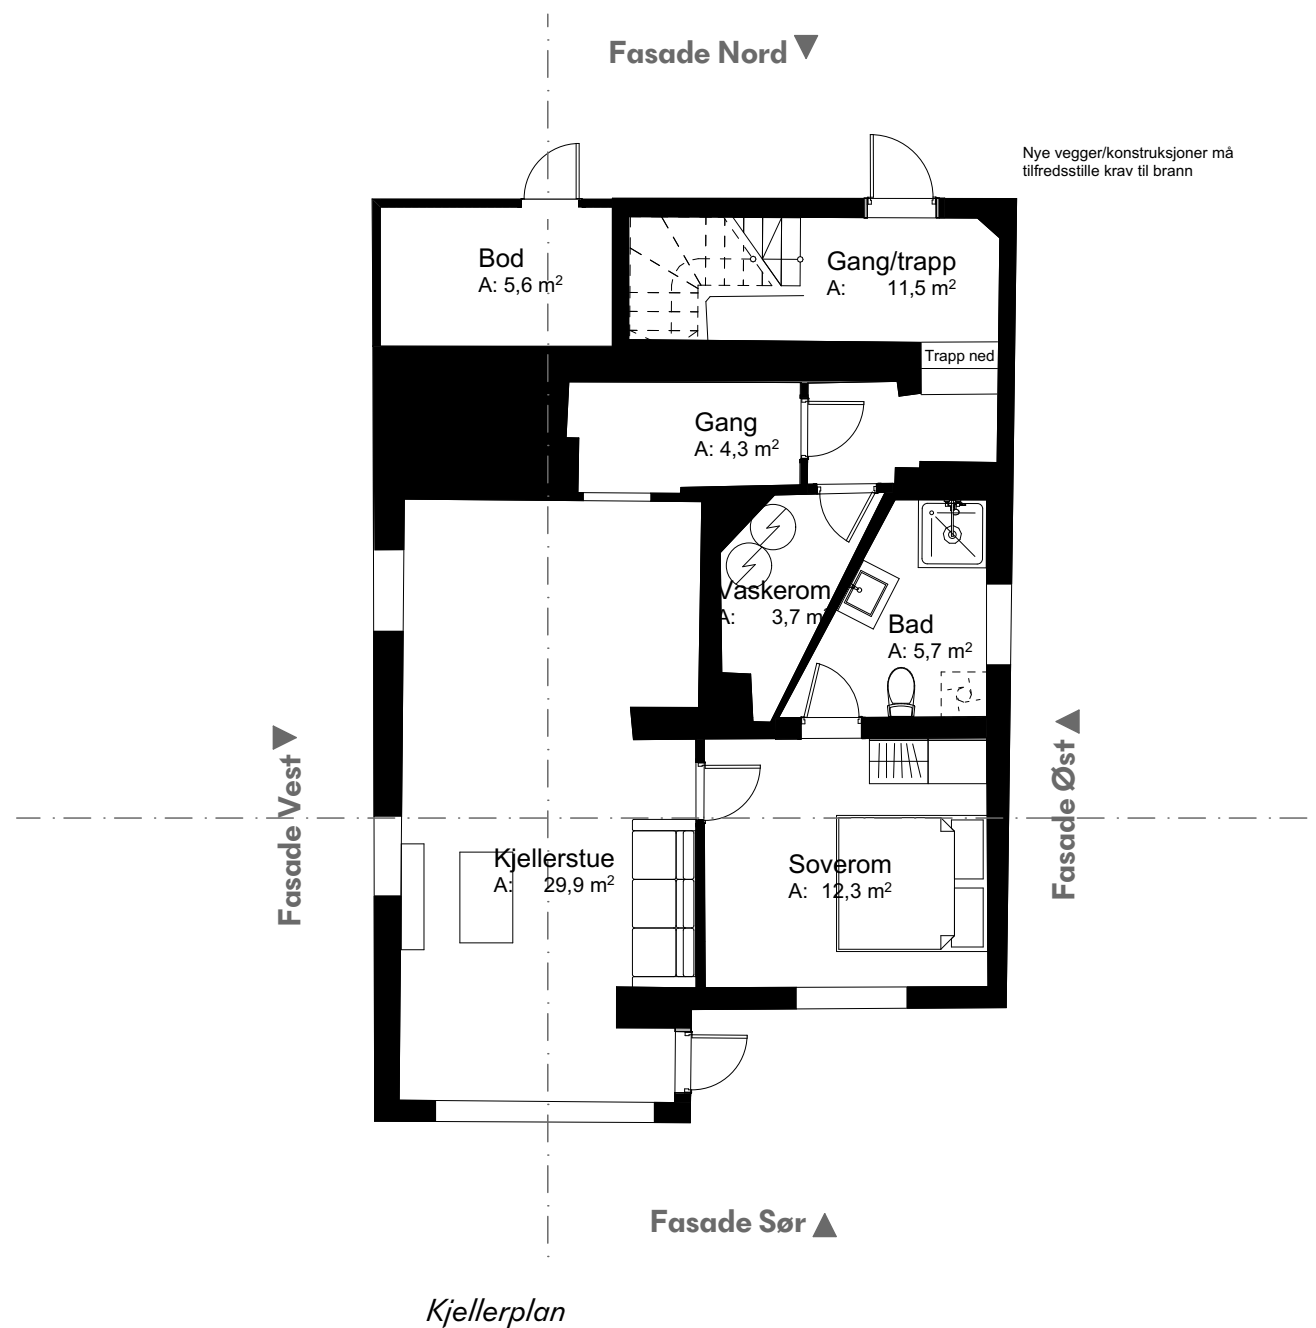 Fasade Nord
Nye vegger/konstruksjoner må
tilfredsstille krav til brann
Bod
A: 5,6 m²
Gang/trapp
A: 11,5 m²
Trapp ned
Gang
A: 4,3 m²
Vaskerom
A: 3,7 m²
Bad
A: 5,7 m²
Fasade Vest
Fasade Øst
Kjellerstue
A: 29,9 m²
Soverom
A: 12,3 m²
Fasade Sør
Kjellerplan